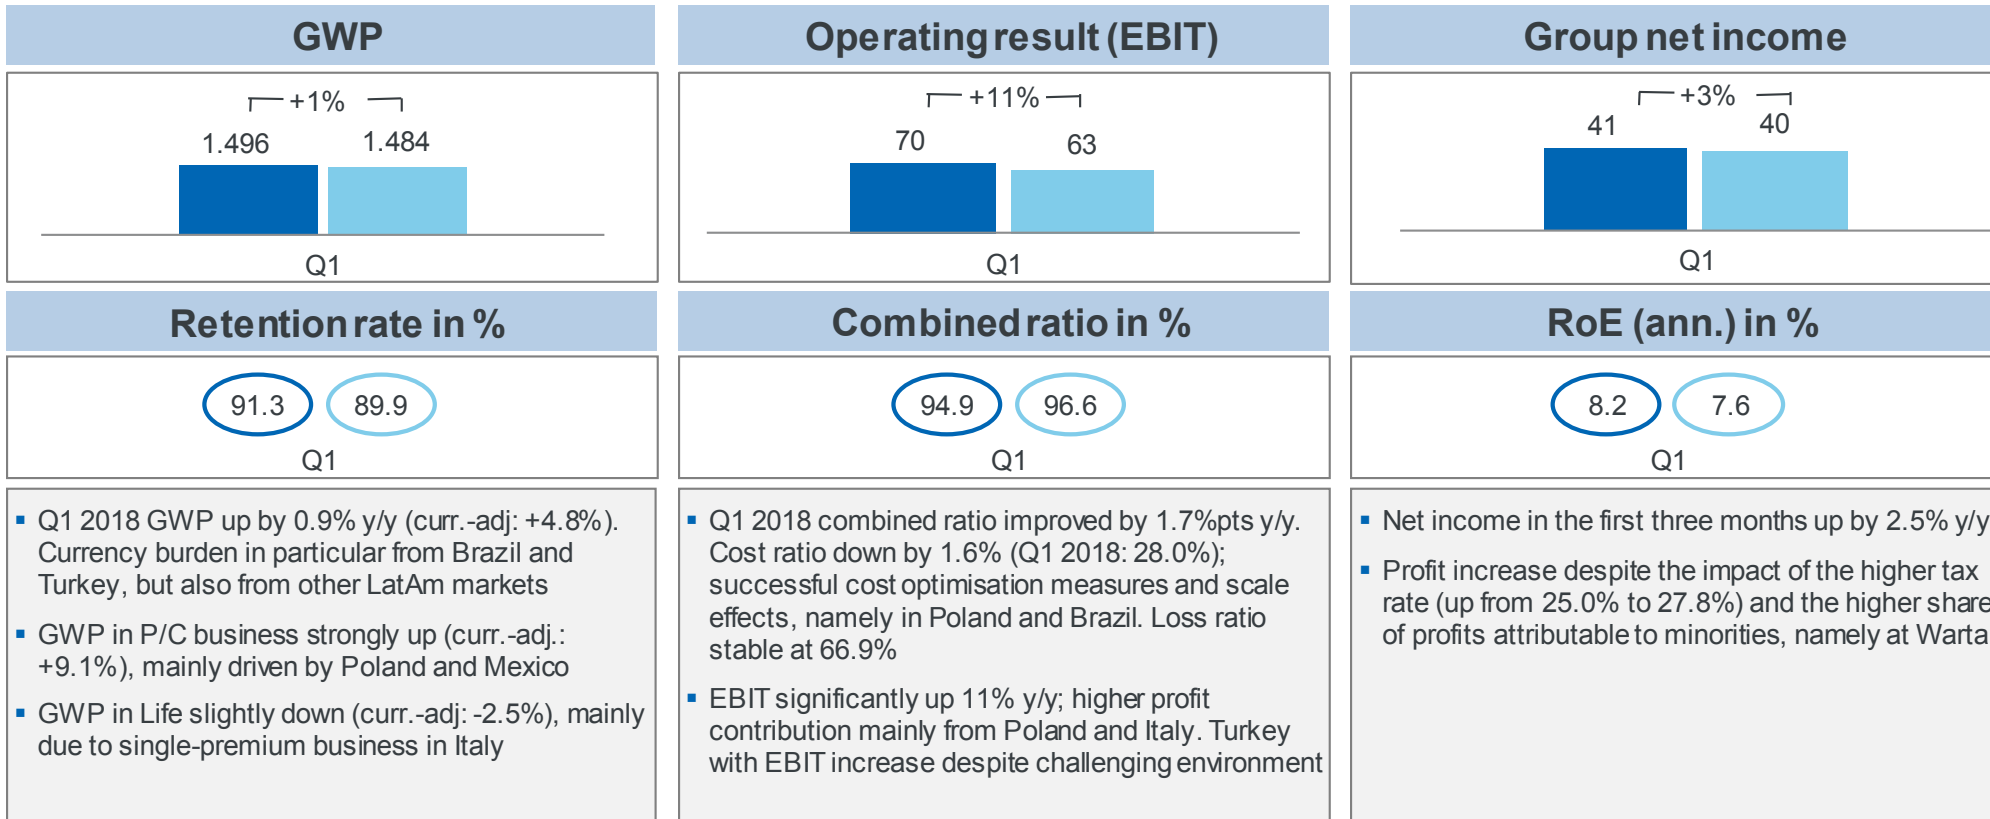 GWP
+1%
1.496
1.484
Q1
Operating result (EBIT)
+11%
70
63
Q1
Group net income
+3%
41
40
Q1
Retention rate in %
91.3
89.9
Q1
Combined ratio in %
94.9
96.6
Q1
RoE (ann.) in %
8.2
7.6
Q1
▪ Q1 2018 GWP up by 0.9% y/y (curr.-adj: +4.8%).
Currency burden in particular from Brazil and
Turkey, but also from other LatAm markets
▪ GWP in P/C business strongly up (curr.-adj.:
+9.1%), mainly driven by Poland and Mexico
▪ GWP in Life slightly down (curr.-adj: -2.5%), mainly
due to single-premium business in Italy
▪ Q1 2018 combined ratio improved by 1.7%pts y/y.
Cost ratio down by 1.6% (Q1 2018: 28.0%);
successful cost optimisation measures and scale
effects, namely in Poland and Brazil. Loss ratio
stable at 66.9%
▪ EBIT significantly up 11% y/y; higher profit
contribution mainly from Poland and Italy. Turkey
with EBIT increase despite challenging environment
▪ Net income in the first three months up by 2.5% y/y
▪ Profit increase despite the impact of the higher tax
rate (up from 25.0% to 27.8%) and the higher share
of profits attributable to minorities, namely at Warta